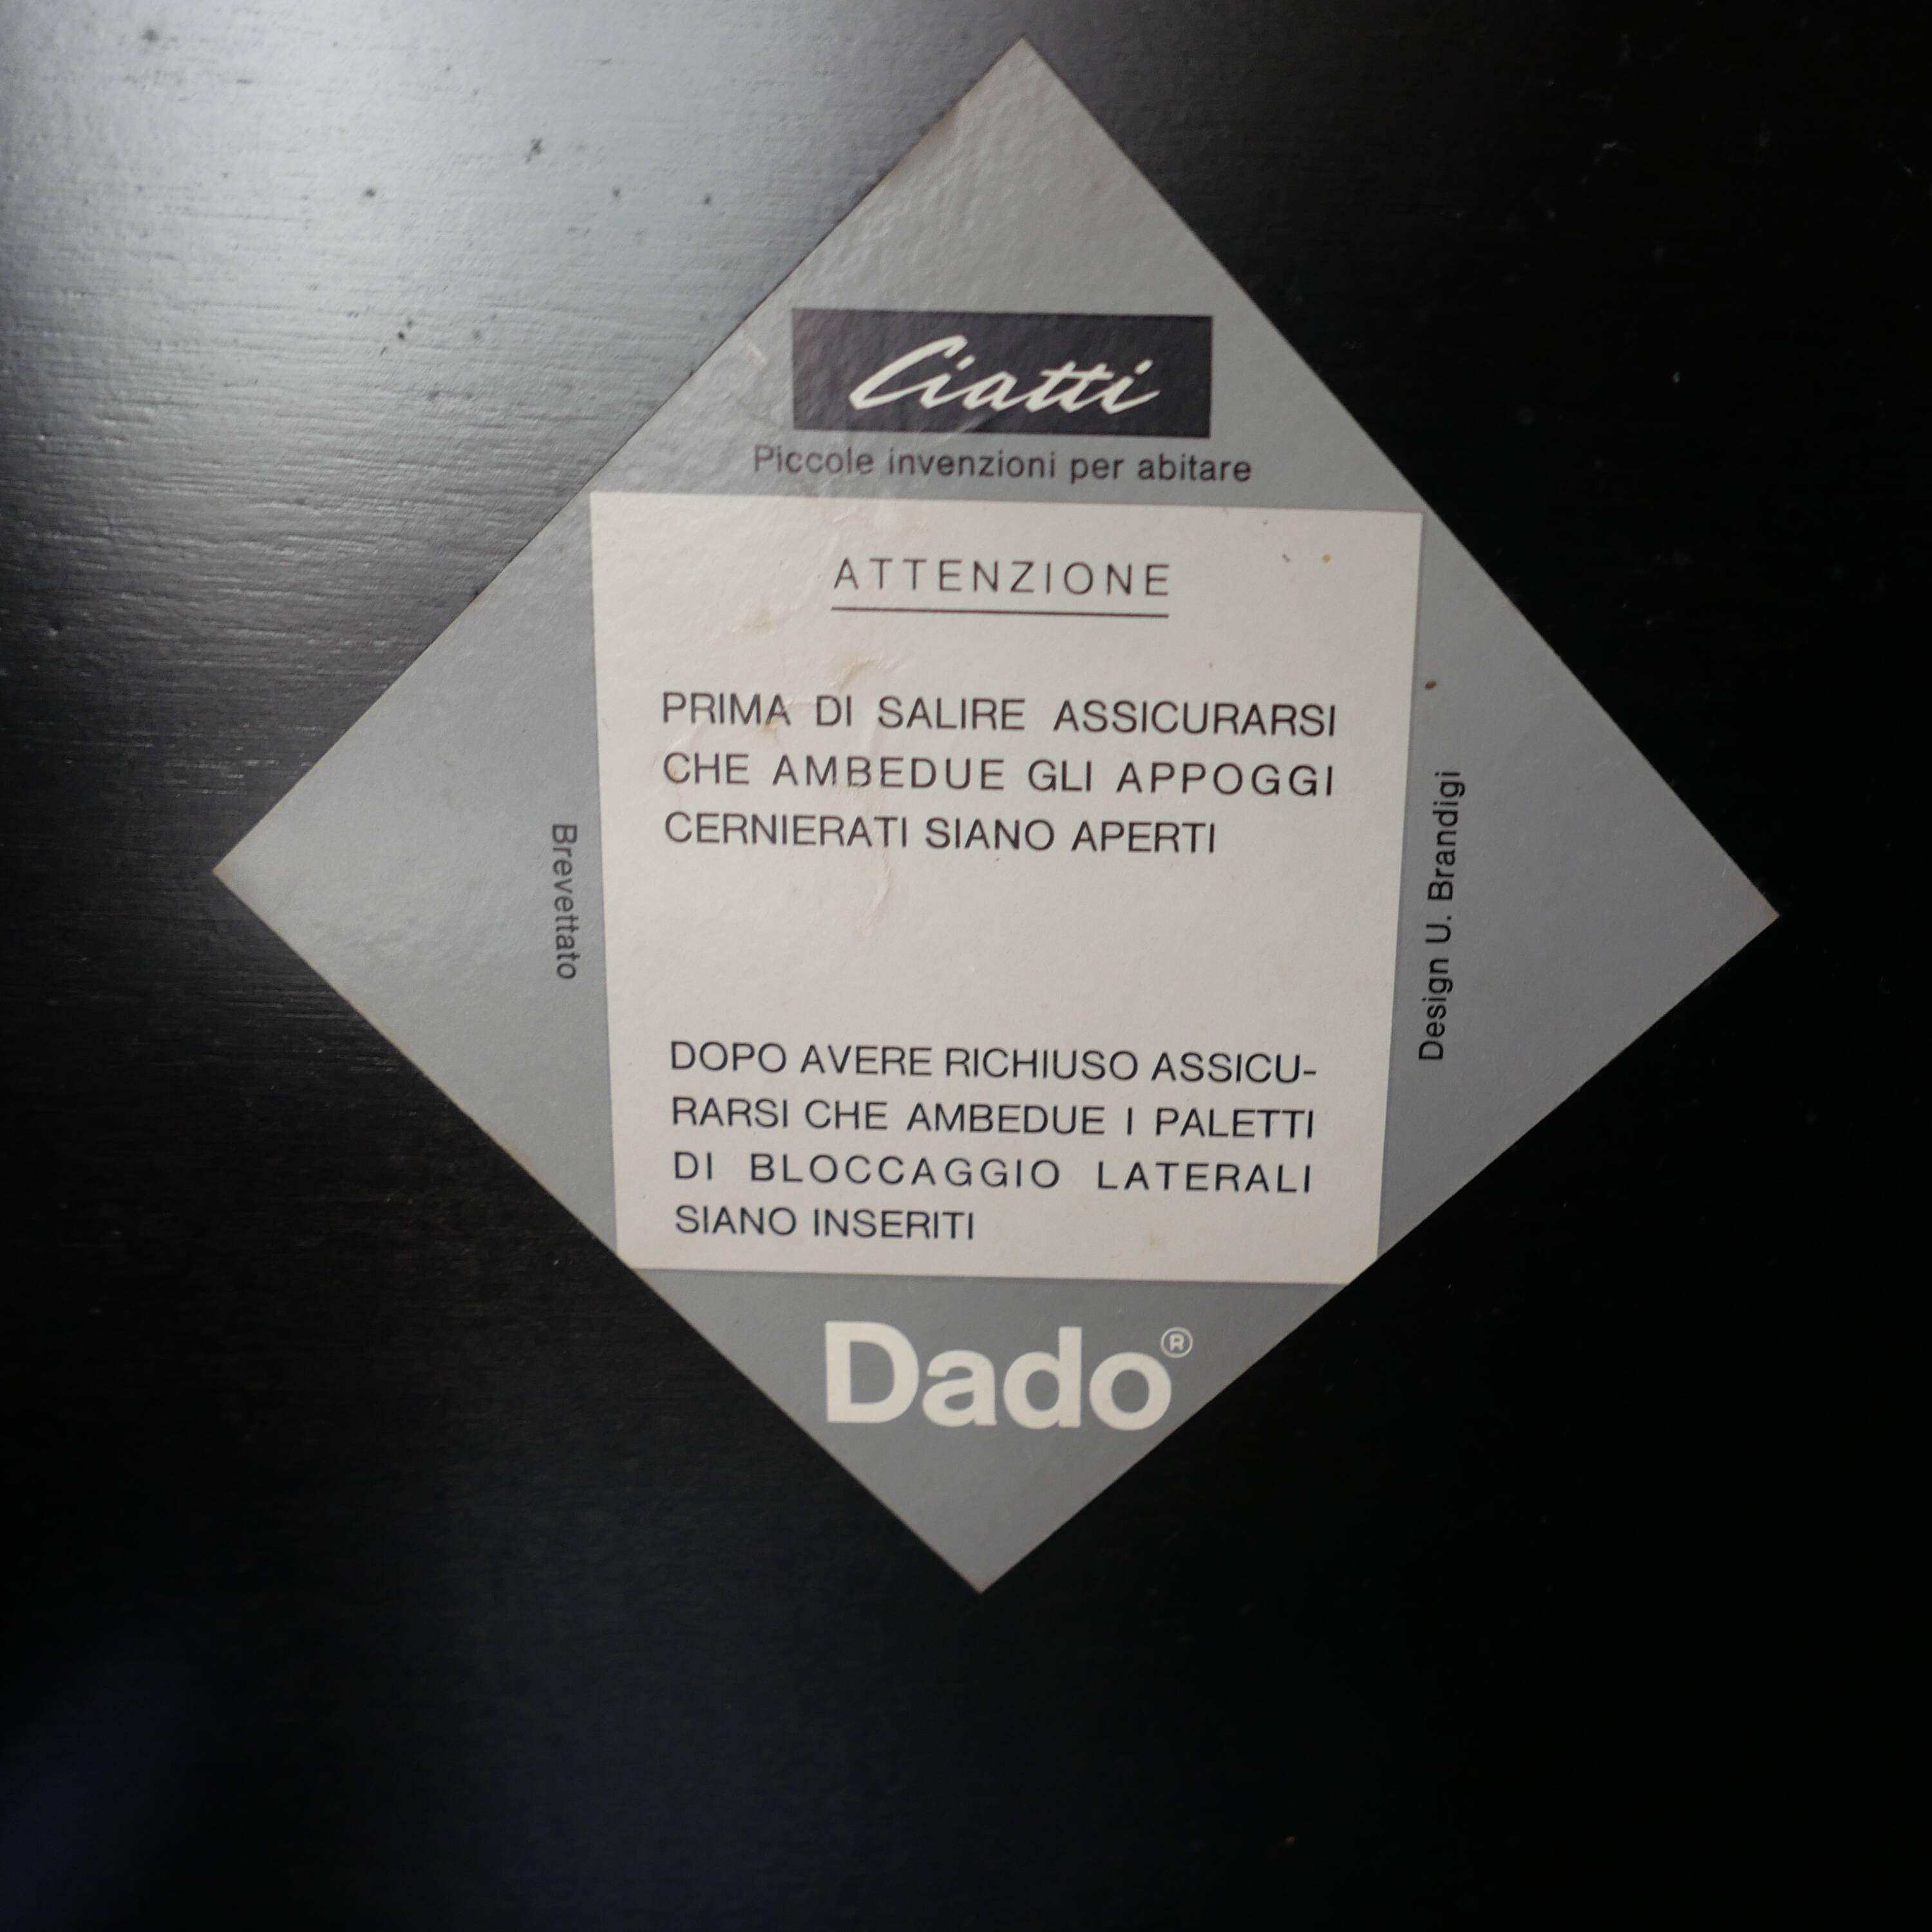 Ciatti
Piccole invenzioni per abitare
ATTENZIONE
PRIMA DI SALIRE ASSICURARSI
CHE AMBEDUE GLI APPOGGI
CERNIERATI SIANO APERTI
Brevettato
Design U. Brandigi
DOPO AVERE RICHIUSO ASSICU-
RARSI CHE AMBEDUE I PALETTI
DI BLOCCAGGIO LATERALI
SIANO INSERITI
Dado®